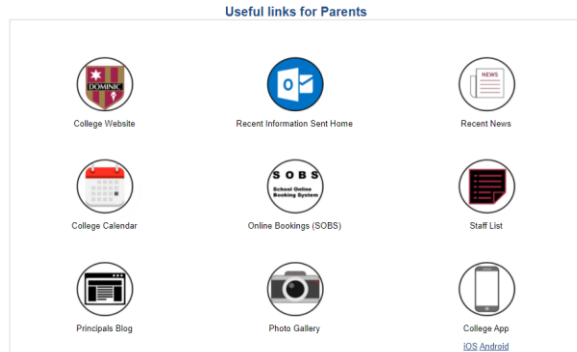 Useful links for Parents
DOMINIC
NEWS
College Website
Recent Information Sent Home
Recent News
SOBS
School Online
Booking System
College Calendar
Online Bookings (SOBS)
Staff List
Principals Blog
Photo Gallery
College App
iOS Android